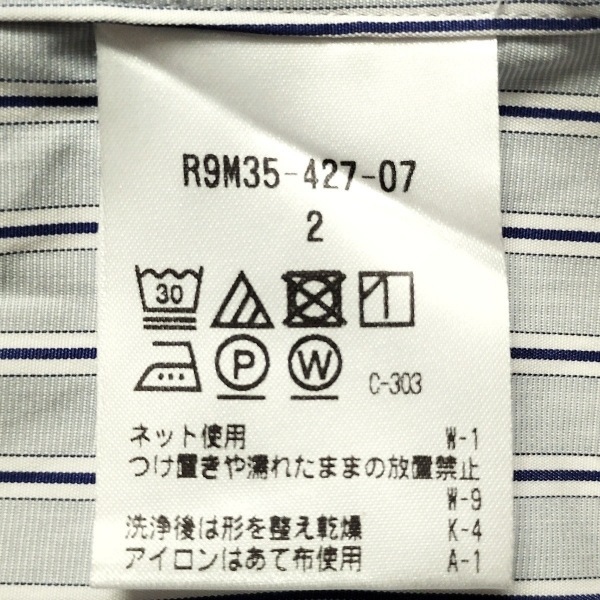 R9M35-427-07
2
30
P W C-303
ネット使用 W-1
つけ置きや濡れたままの放置禁止
W-9
洗浄後は形を整え乾燥 K-4
アイロンはあて布使用 A-1